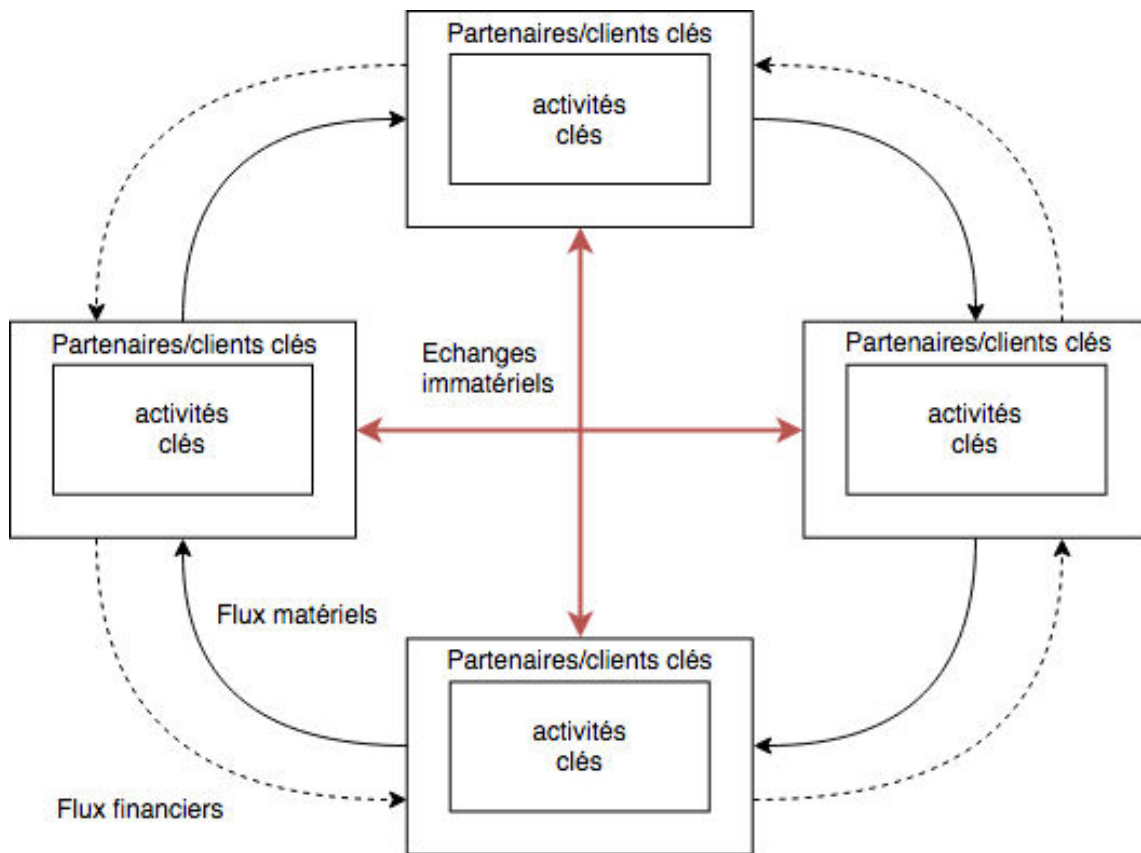 Partenaires/clients clés
activités
clés
Partenaires/clients clés
activités
clés
Echanges
immatériels
Partenaires/clients clés
activités
clés
Flux matériels
Partenaires/clients clés
activités
clés
Flux financiers